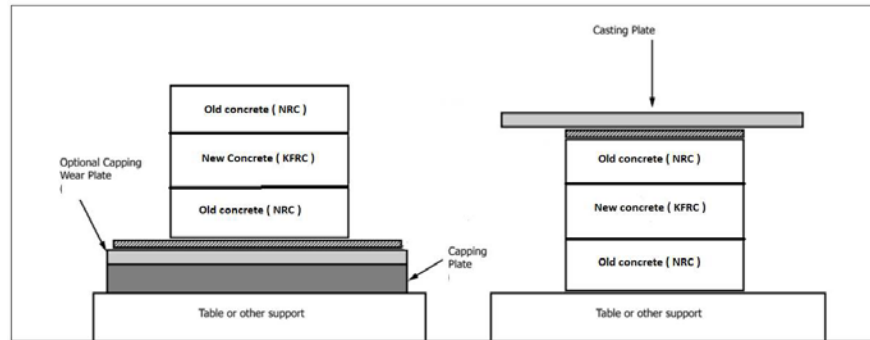 Casting Plate
Old concrete ( NRC )
New Concrete ( KFRC )
Old concrete ( NRC )
Optional Capping
Wear Plate
(
Capping
Plate
Table or other support
Old concrete ( NRC )
New concrete ( KFRC )
Old concrete ( NRC )
Table or other support